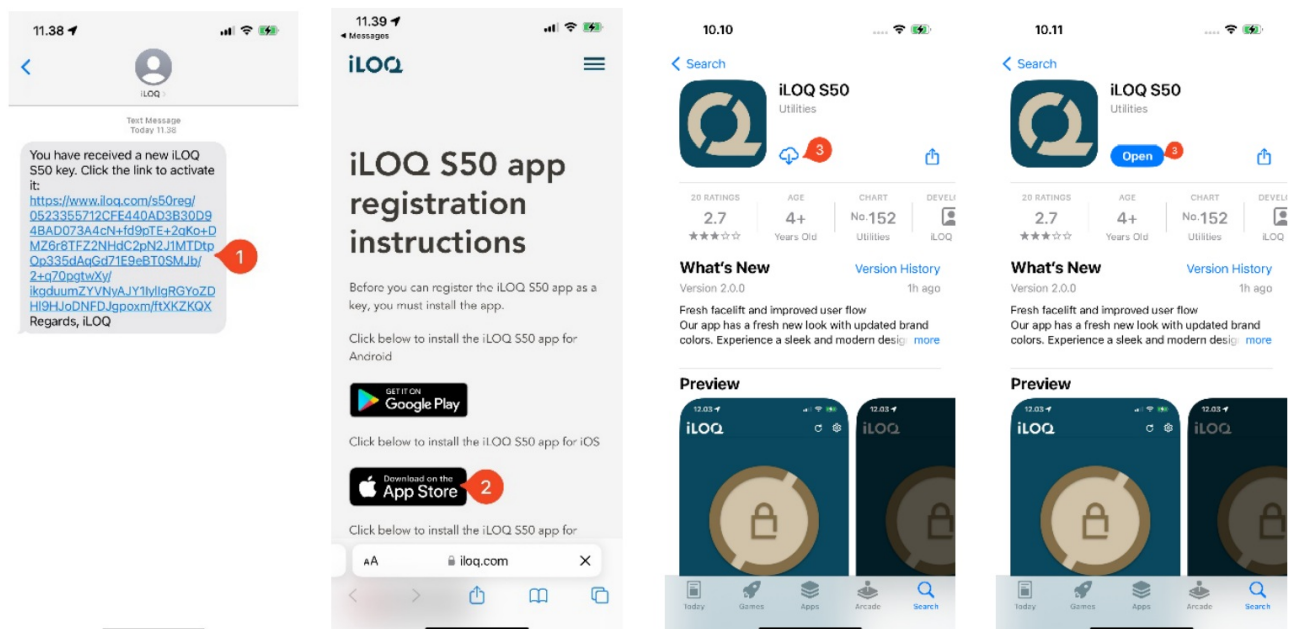 11.38
iLOQ
Text Message
Today 11.38
You have received a new iLOQ
S50 key. Click the link to activate
it:
https://www.iloq.com/s50reg/
0523355712CFE440AD3B30D9
4BAD073A4cN+fd9pTE+2qKo+D
MZ6r8TFZ2NHdC2pN2J1MTDtp
Op335dAqGd71E9eBT0SMJb/
2+q70pgtwXy/
ikgduumZYVNyAJY1IyIlgRGYoZD
HI9HJoDNFDJgpoxm/ftXKZKQX
Regards, iLOQ
1
11.39
Messages
iLOQ
iLOQ S50 app
registration
instructions
Before you can register the iLOQ S50 app as a
key, you must install the app.
Click below to install the iLOQ S50 app for
Android
GET IT ON
Google Play
Click below to install the iLOQ S50 app for iOS
Download on the
App Store
2
Click below to install the iLOQ S50 app for
AA
iloq.com
10.10
Search
iLOQ S50
Utilities
3
20 RATINGS AGE CHART DEVEL
2.7 4+ No.152
Years Old Utilities iLOQ
What's New Version History
Version 2.0.0 1h ago
Fresh facelift and improved user flow
Our app has a fresh new look with updated brand
colors. Experience a sleek and modern desig more
Preview
12.03 12.03
iLOQ iLOQ
Today Games Apps Arcade Search
10.11
Search
iLOQ S50
Utilities
Open
3
20 RATINGS AGE CHART DEVEL
2.7 4+ No.152
Years Old Utilities iLOQ
What's New Version History
Version 2.0.0 1h ago
Fresh facelift and improved user flow
Our app has a fresh new look with updated brand
colors. Experience a sleek and modern desig more
Preview
12.03 12.03
iLOQ iLOQ
Today Games Apps Arcade Search